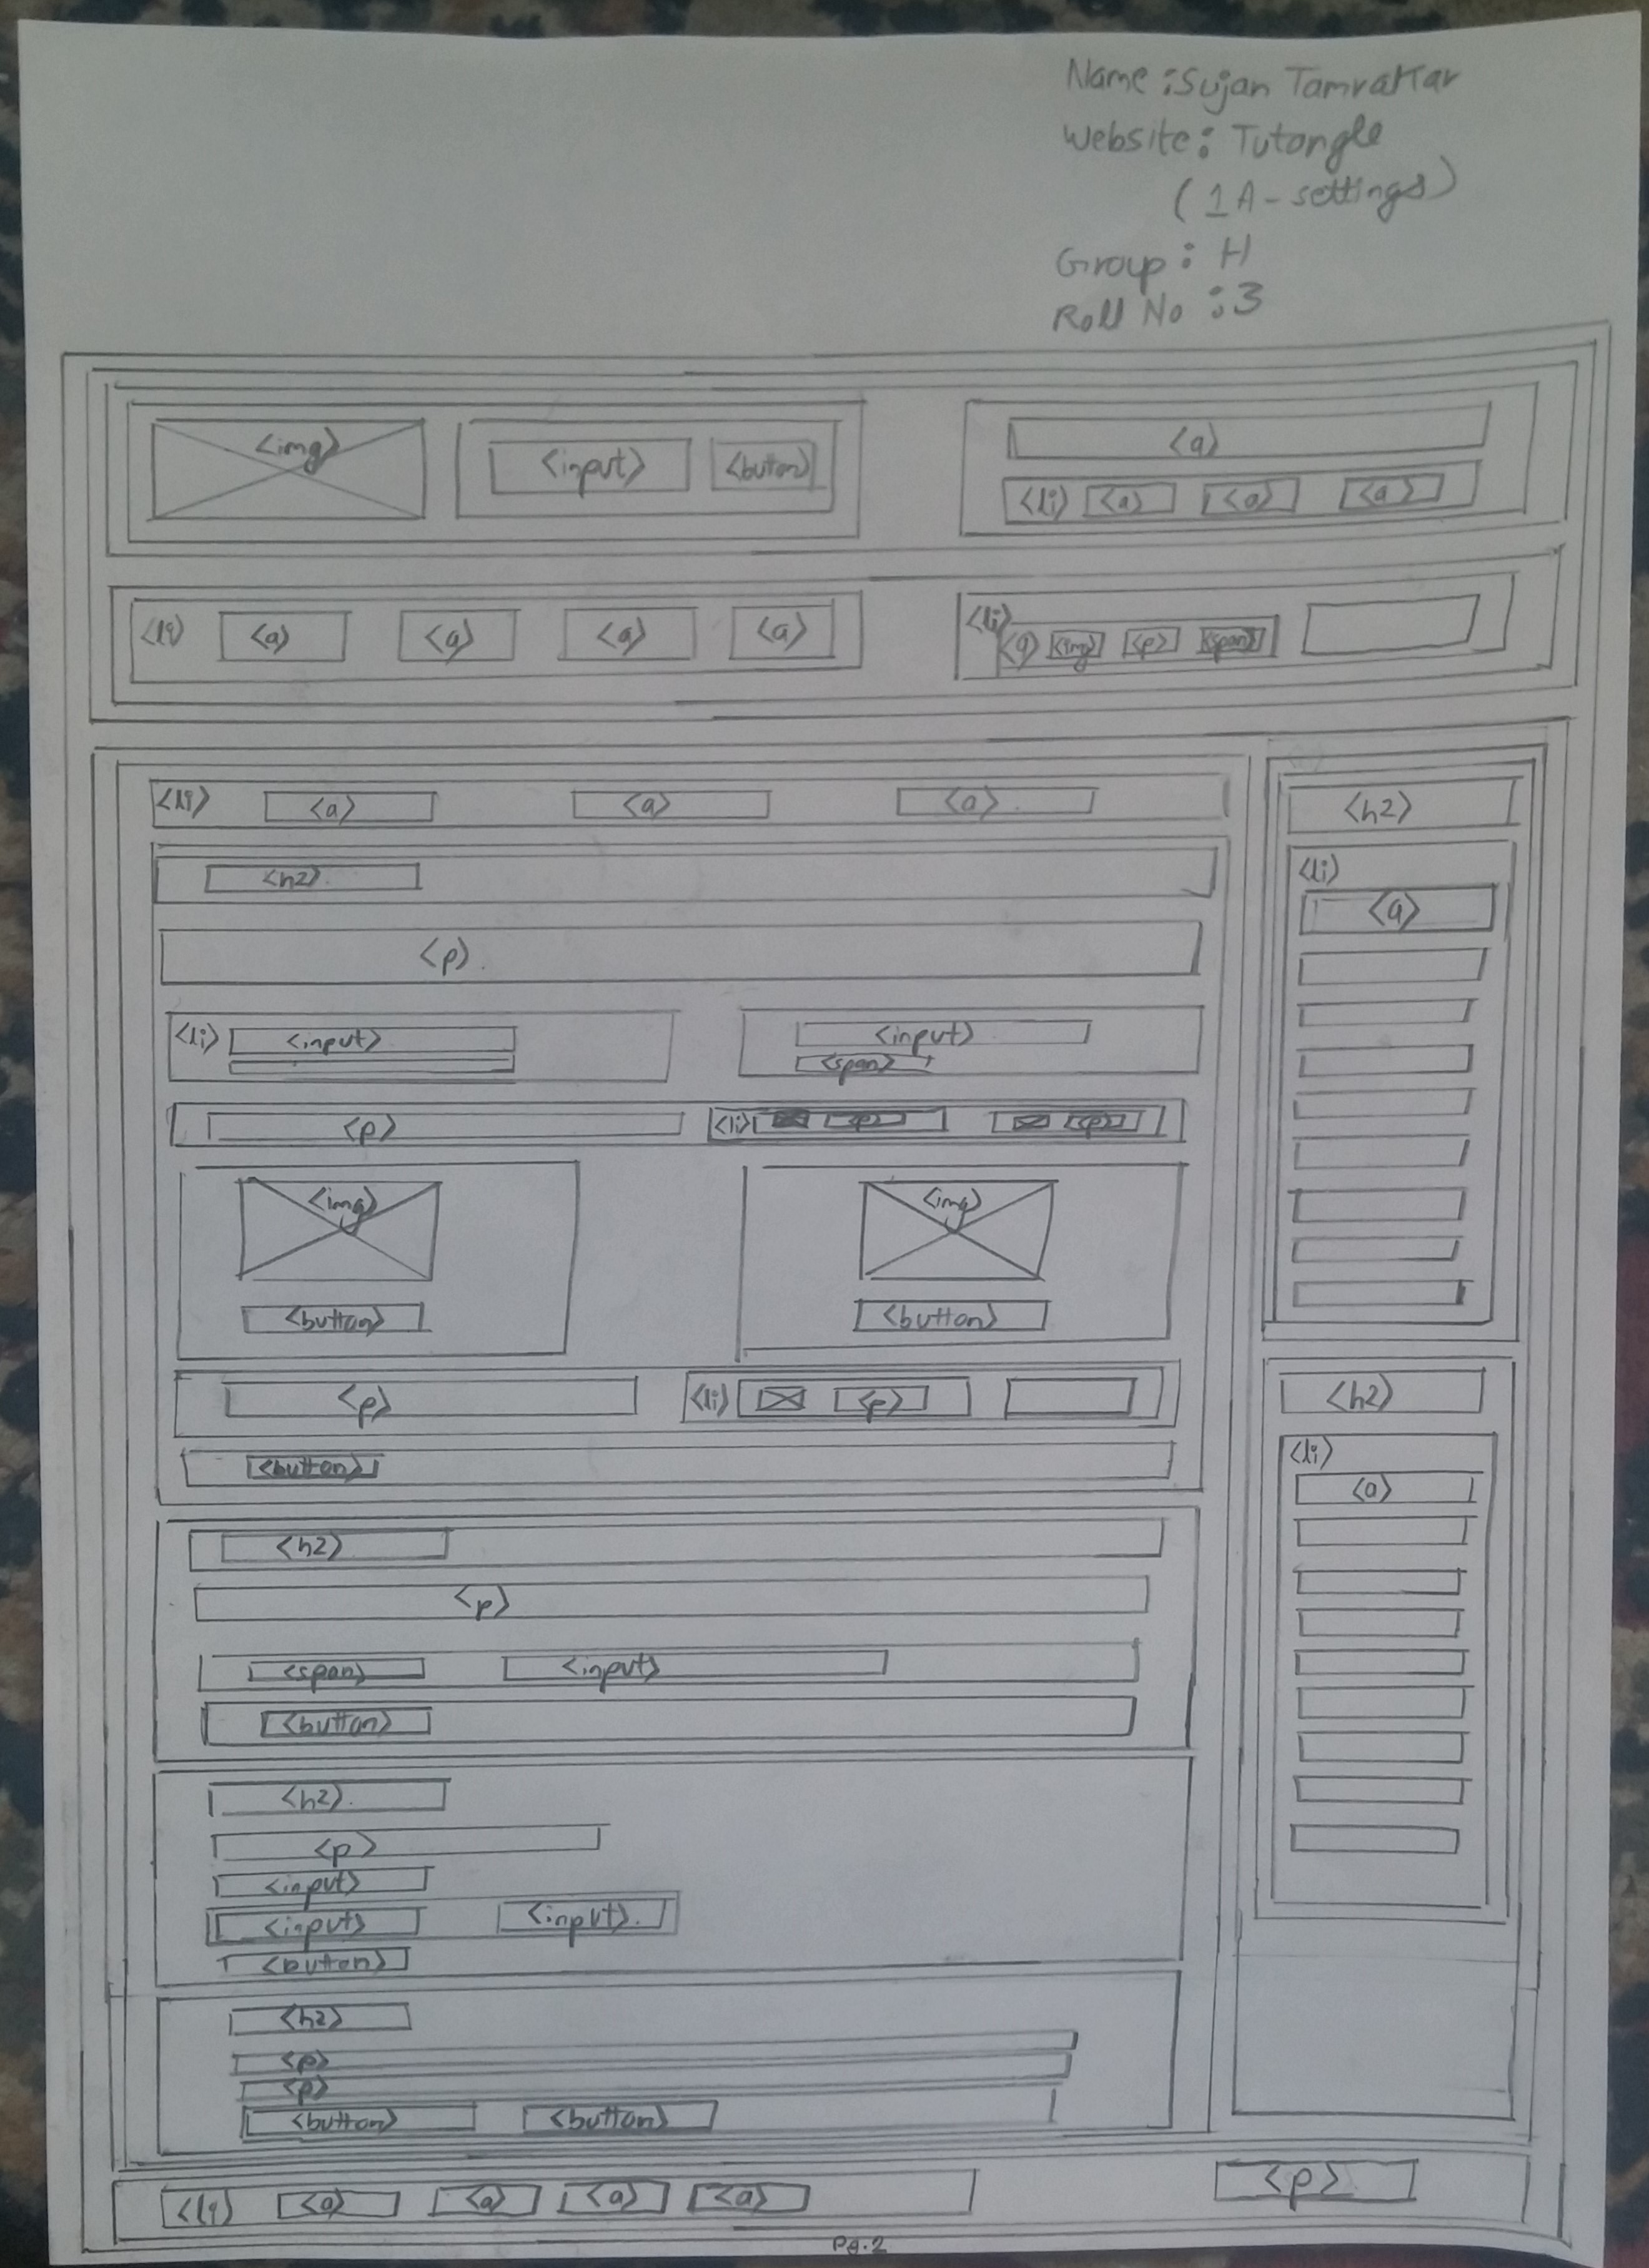 Name : Sujan Tamrakar
Website : Tutongle
(1A - settings)
Group : H
Roll No : 3
<img> <input> <button> <a>
<li> <a> <a> <a>
<li> <a> <a> <a> <a> <li> <a> <img> <p> <span>
<li> <a> <a> <a> <h2>
<h2> <li>
<a>
<p>
<li> <input> <input>
<span>
<p> <li> <p> <p>
<img> <img>
<button> <button>
<p> <li> <p> <h2>
<button> <li>
<a>
<h2>
<p>
<span> <input>
<button>
<h2>
<p>
<input>
<input> <input>
<button>
<h2>
<p>
<p>
<button> <button>
<li> <a> <a> <a> <a> <p>
Pg.2